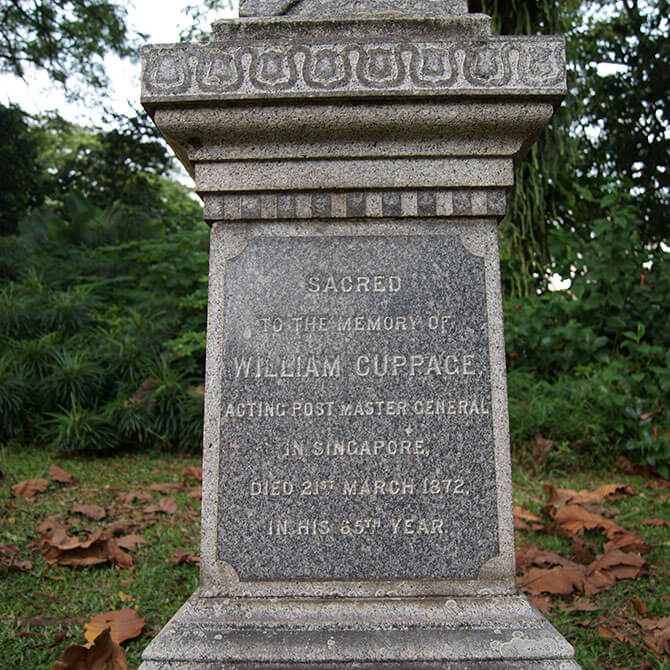 SACRED
TO THE MEMORY OF
WILLIAM CUPPAGE,
ACTING POST MASTER GENERAL
IN SINGAPORE,
DIED 21ST MARCH 1872,
IN HIS 65TH YEAR.